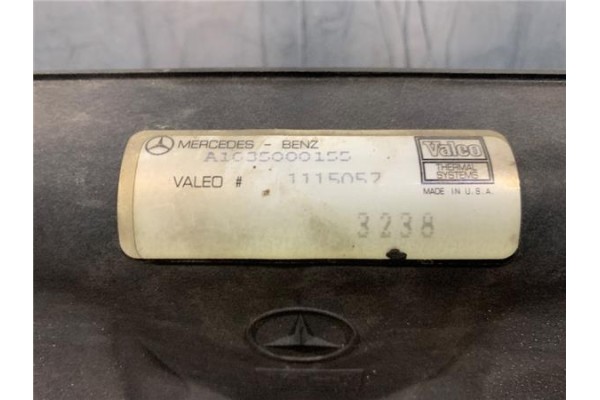 MERCEDES - BENZ
A1635000155
Valeo
THERMAL
SYSTEMS
VALEO # 1115057
MADE IN U.S.A.
3238